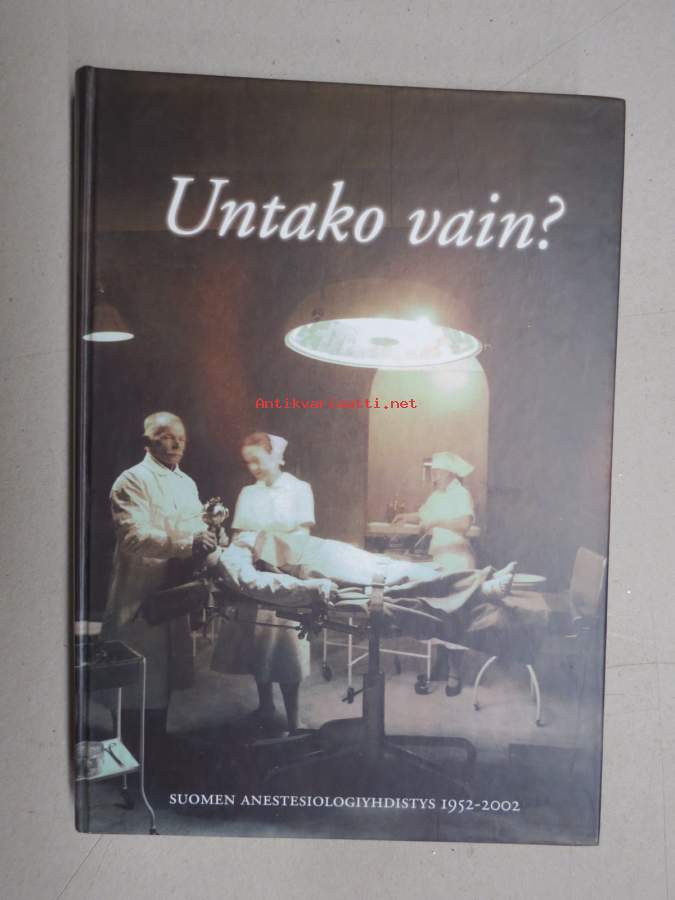 Untako vain?
Antikvariaatti.net
SUOMEN ANESTESIOLOGIYHDISTYS 1952-2002